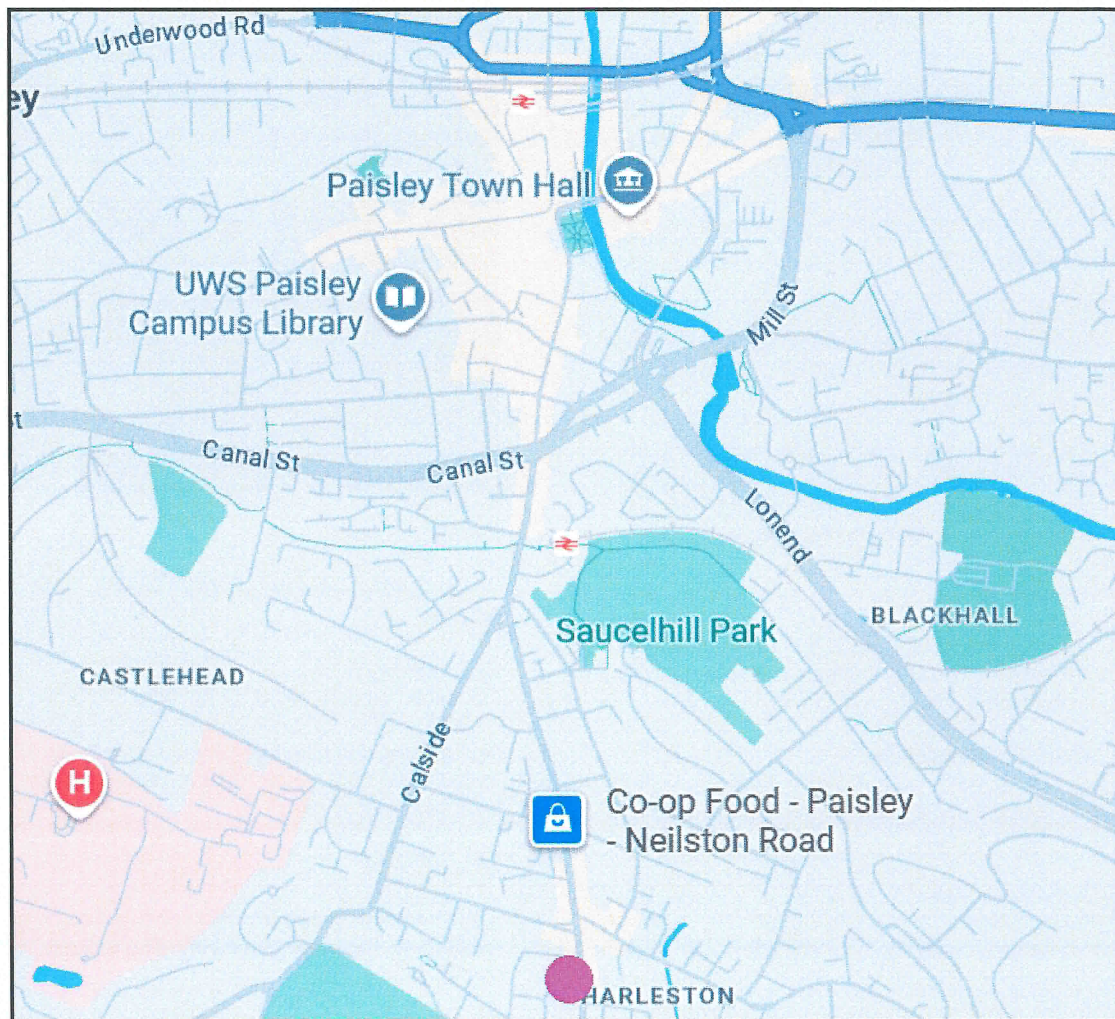 Underwood Rd
ey
Paisley Town Hall
UWS Paisley
Campus Library
Mill St
t
Canal St
Canal St
Lonend
BLACKHALL
Saucelhill Park
CASTLEHEAD
Calside
H
Co-op Food - Paisley
- Neilston Road
HARLESTON